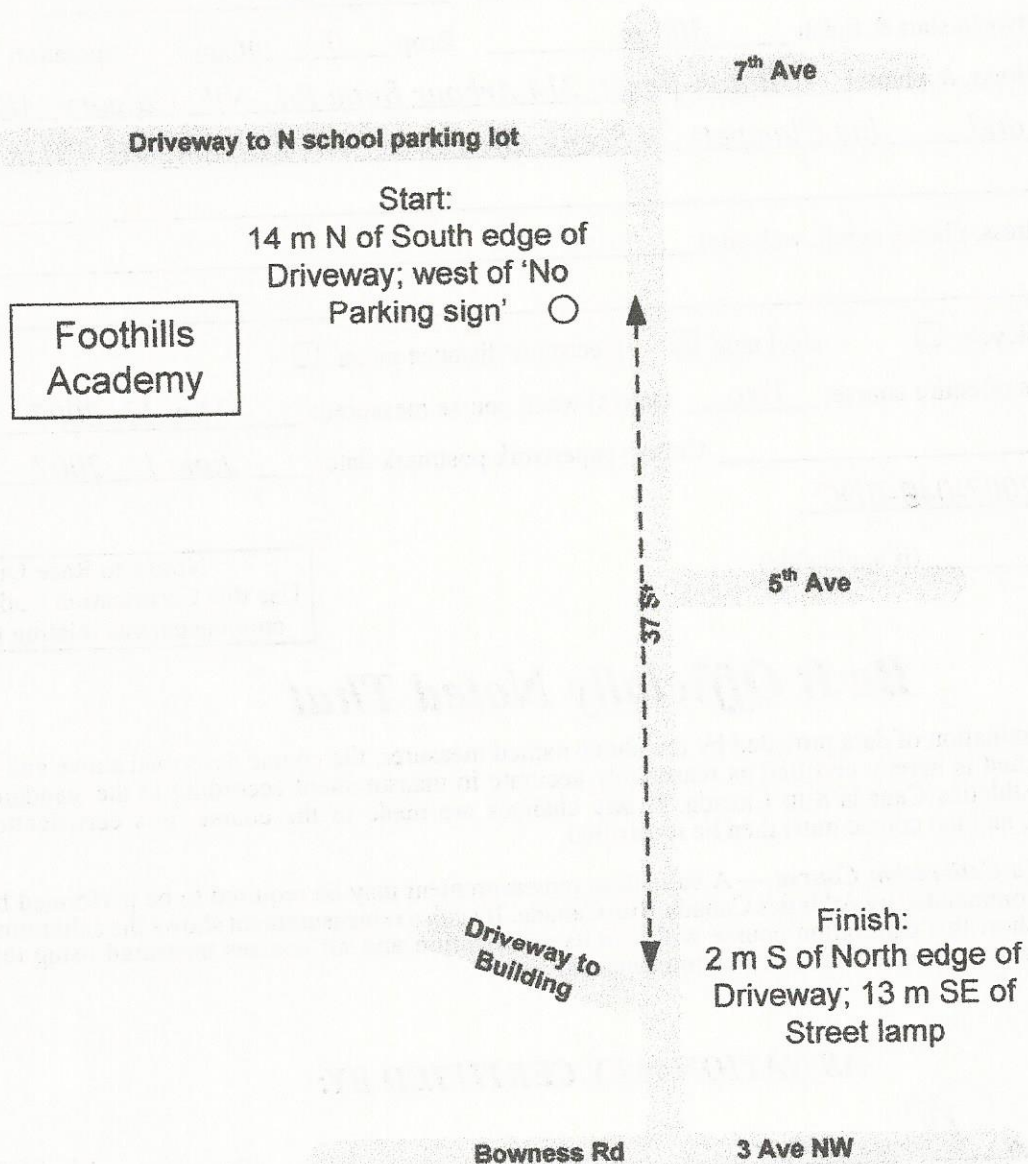 7th Ave
Driveway to N school parking lot
Start:
14 m N of South edge of
Driveway; west of 'No
Parking sign'
Foothills
Academy
37 St
5th Ave
Driveway to
Building
Finish:
2 m S of North edge of
Driveway; 13 m SE of
Street lamp
Bowness Rd
3 Ave NW